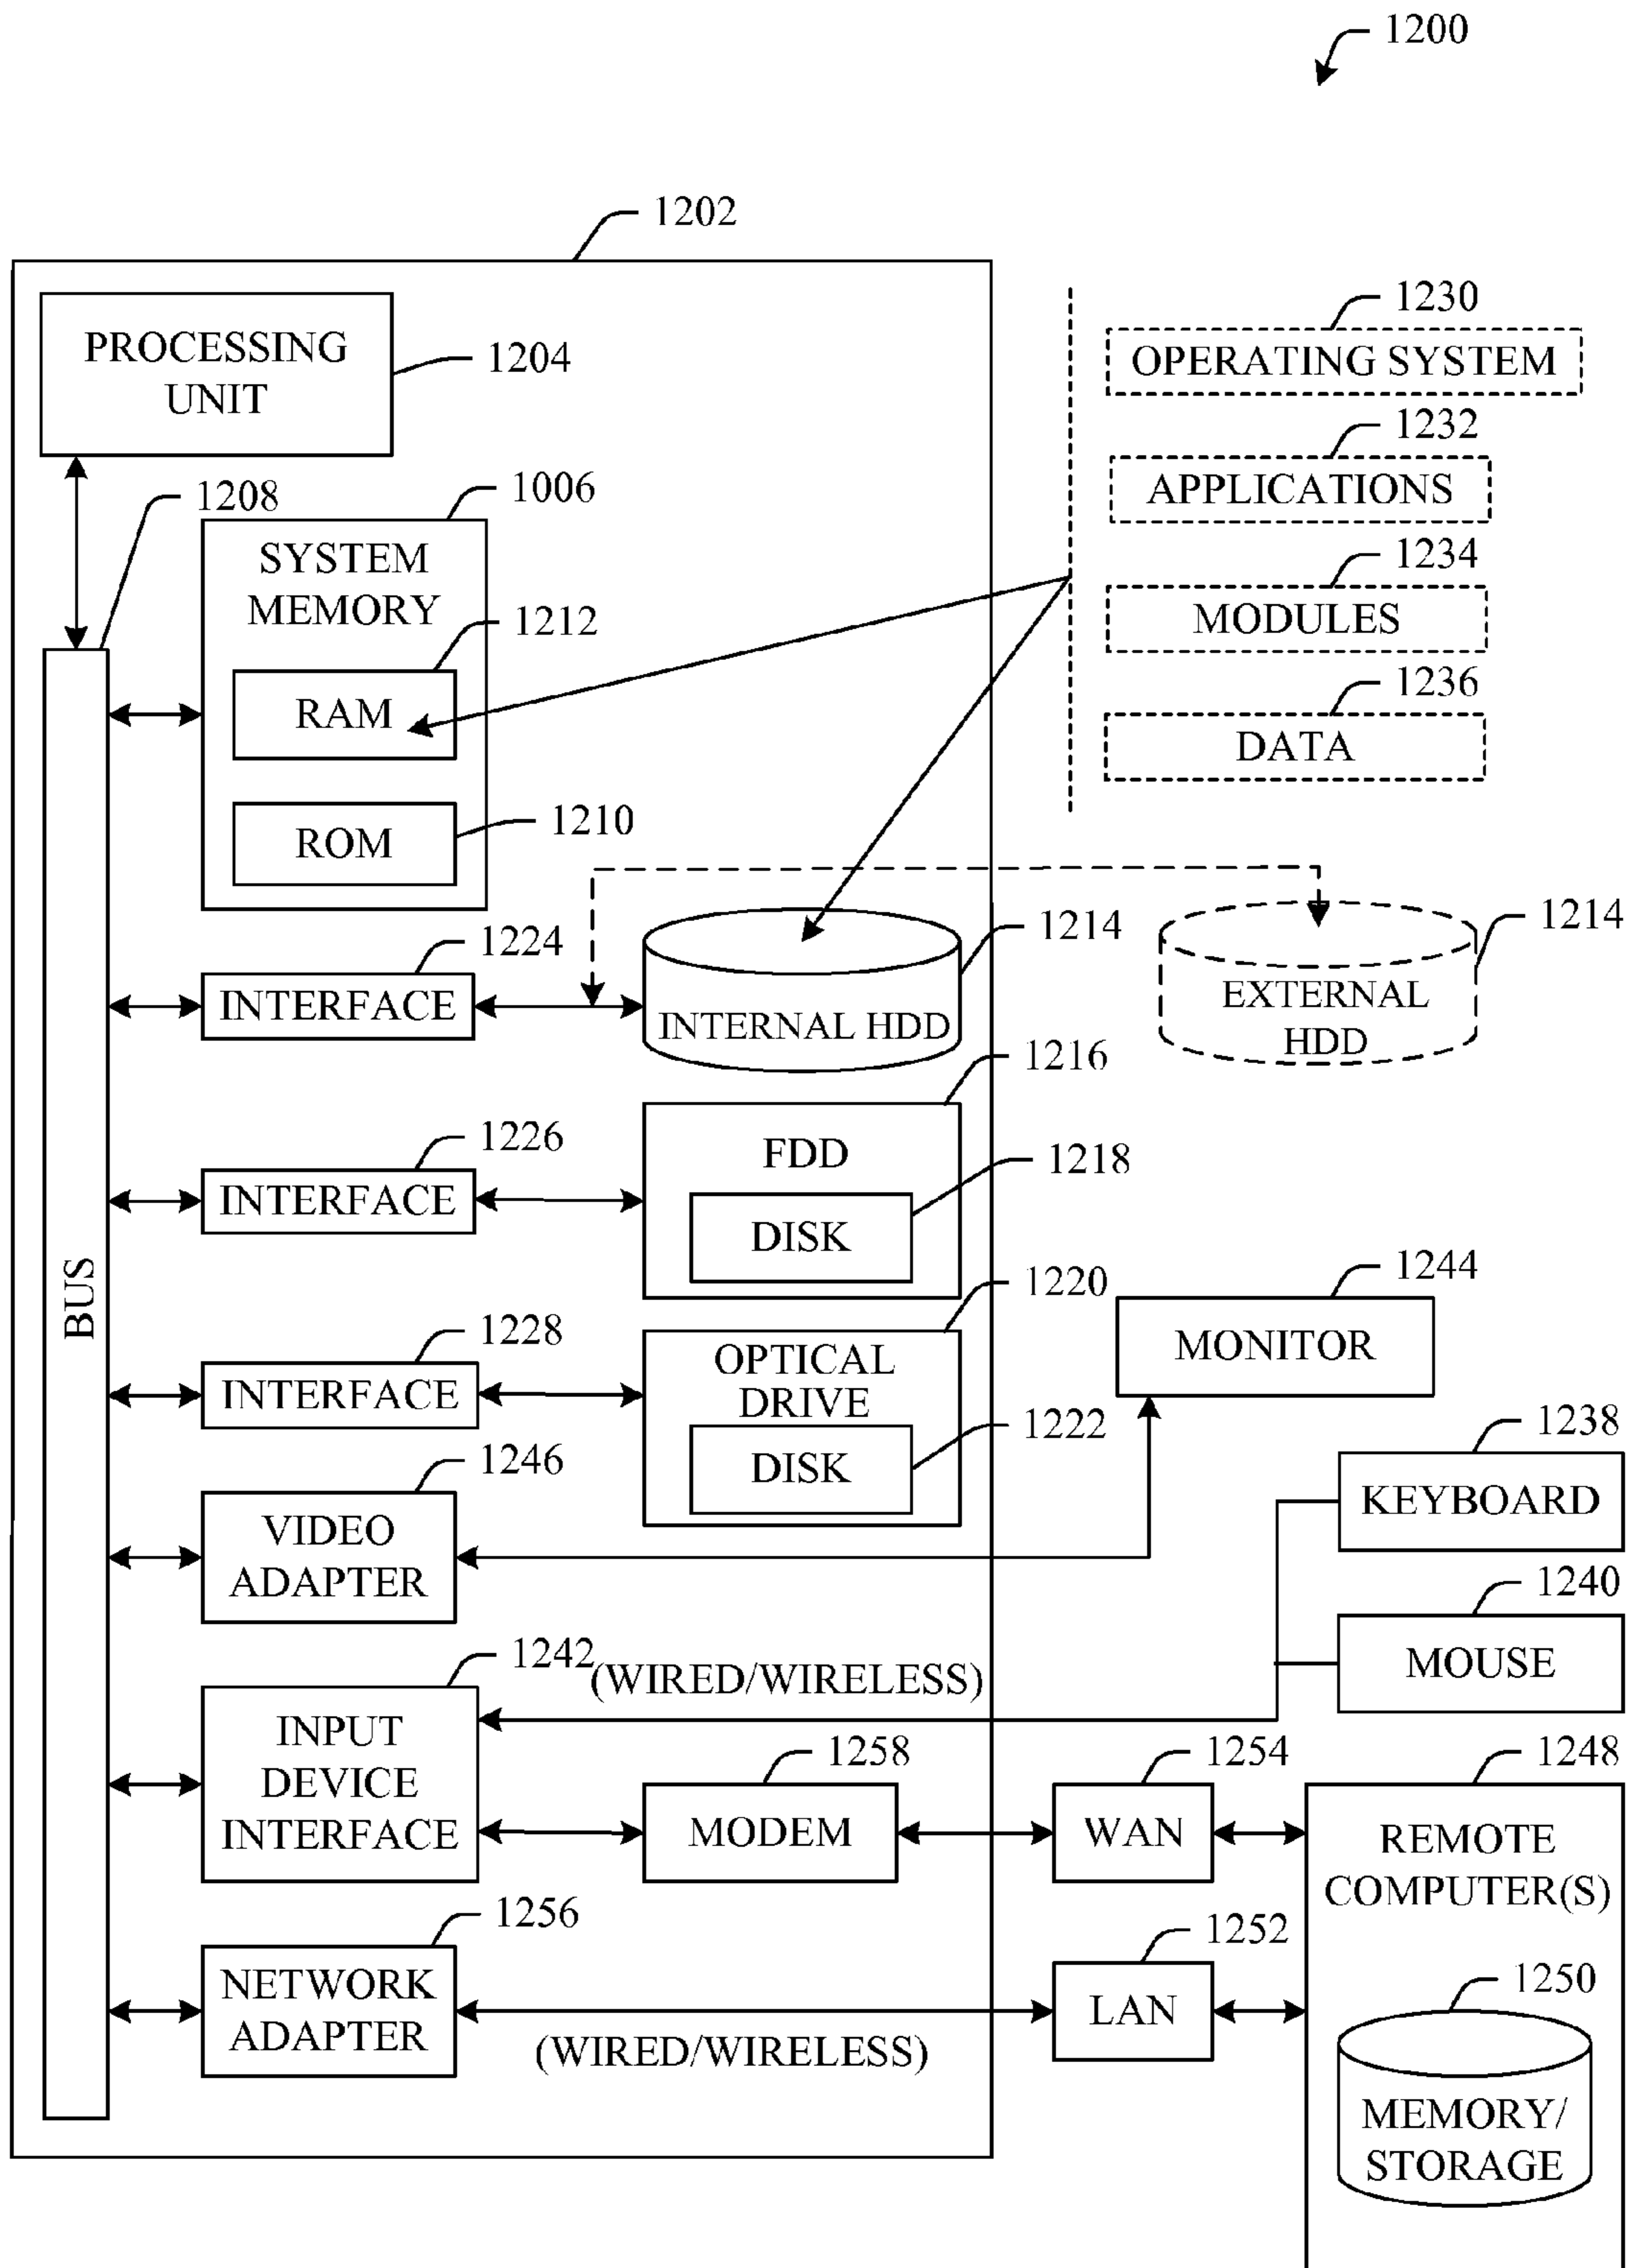 1200
1202
PROCESSING
UNIT
1204
1230
OPERATING SYSTEM
1232
APPLICATIONS
1234
MODULES
1236
DATA
1208
1006
SYSTEM
MEMORY
1212
RAM
1210
ROM
BUS
1224
INTERFACE
1214
INTERNAL HDD
1214
EXTERNAL
HDD
1216
FDD
1218
DISK
1226
INTERFACE
1220
OPTICAL
DRIVE
1222
DISK
1228
INTERFACE
1244
MONITOR
1246
VIDEO
ADAPTER
1238
KEYBOARD
1240
MOUSE
1242
(WIRED/WIRELESS)
INPUT
DEVICE
INTERFACE
1258
MODEM
1254
WAN
1248
REMOTE
COMPUTER(S)
1256
NETWORK
ADAPTER
(WIRED/WIRELESS)
1252
LAN
1250
MEMORY/
STORAGE